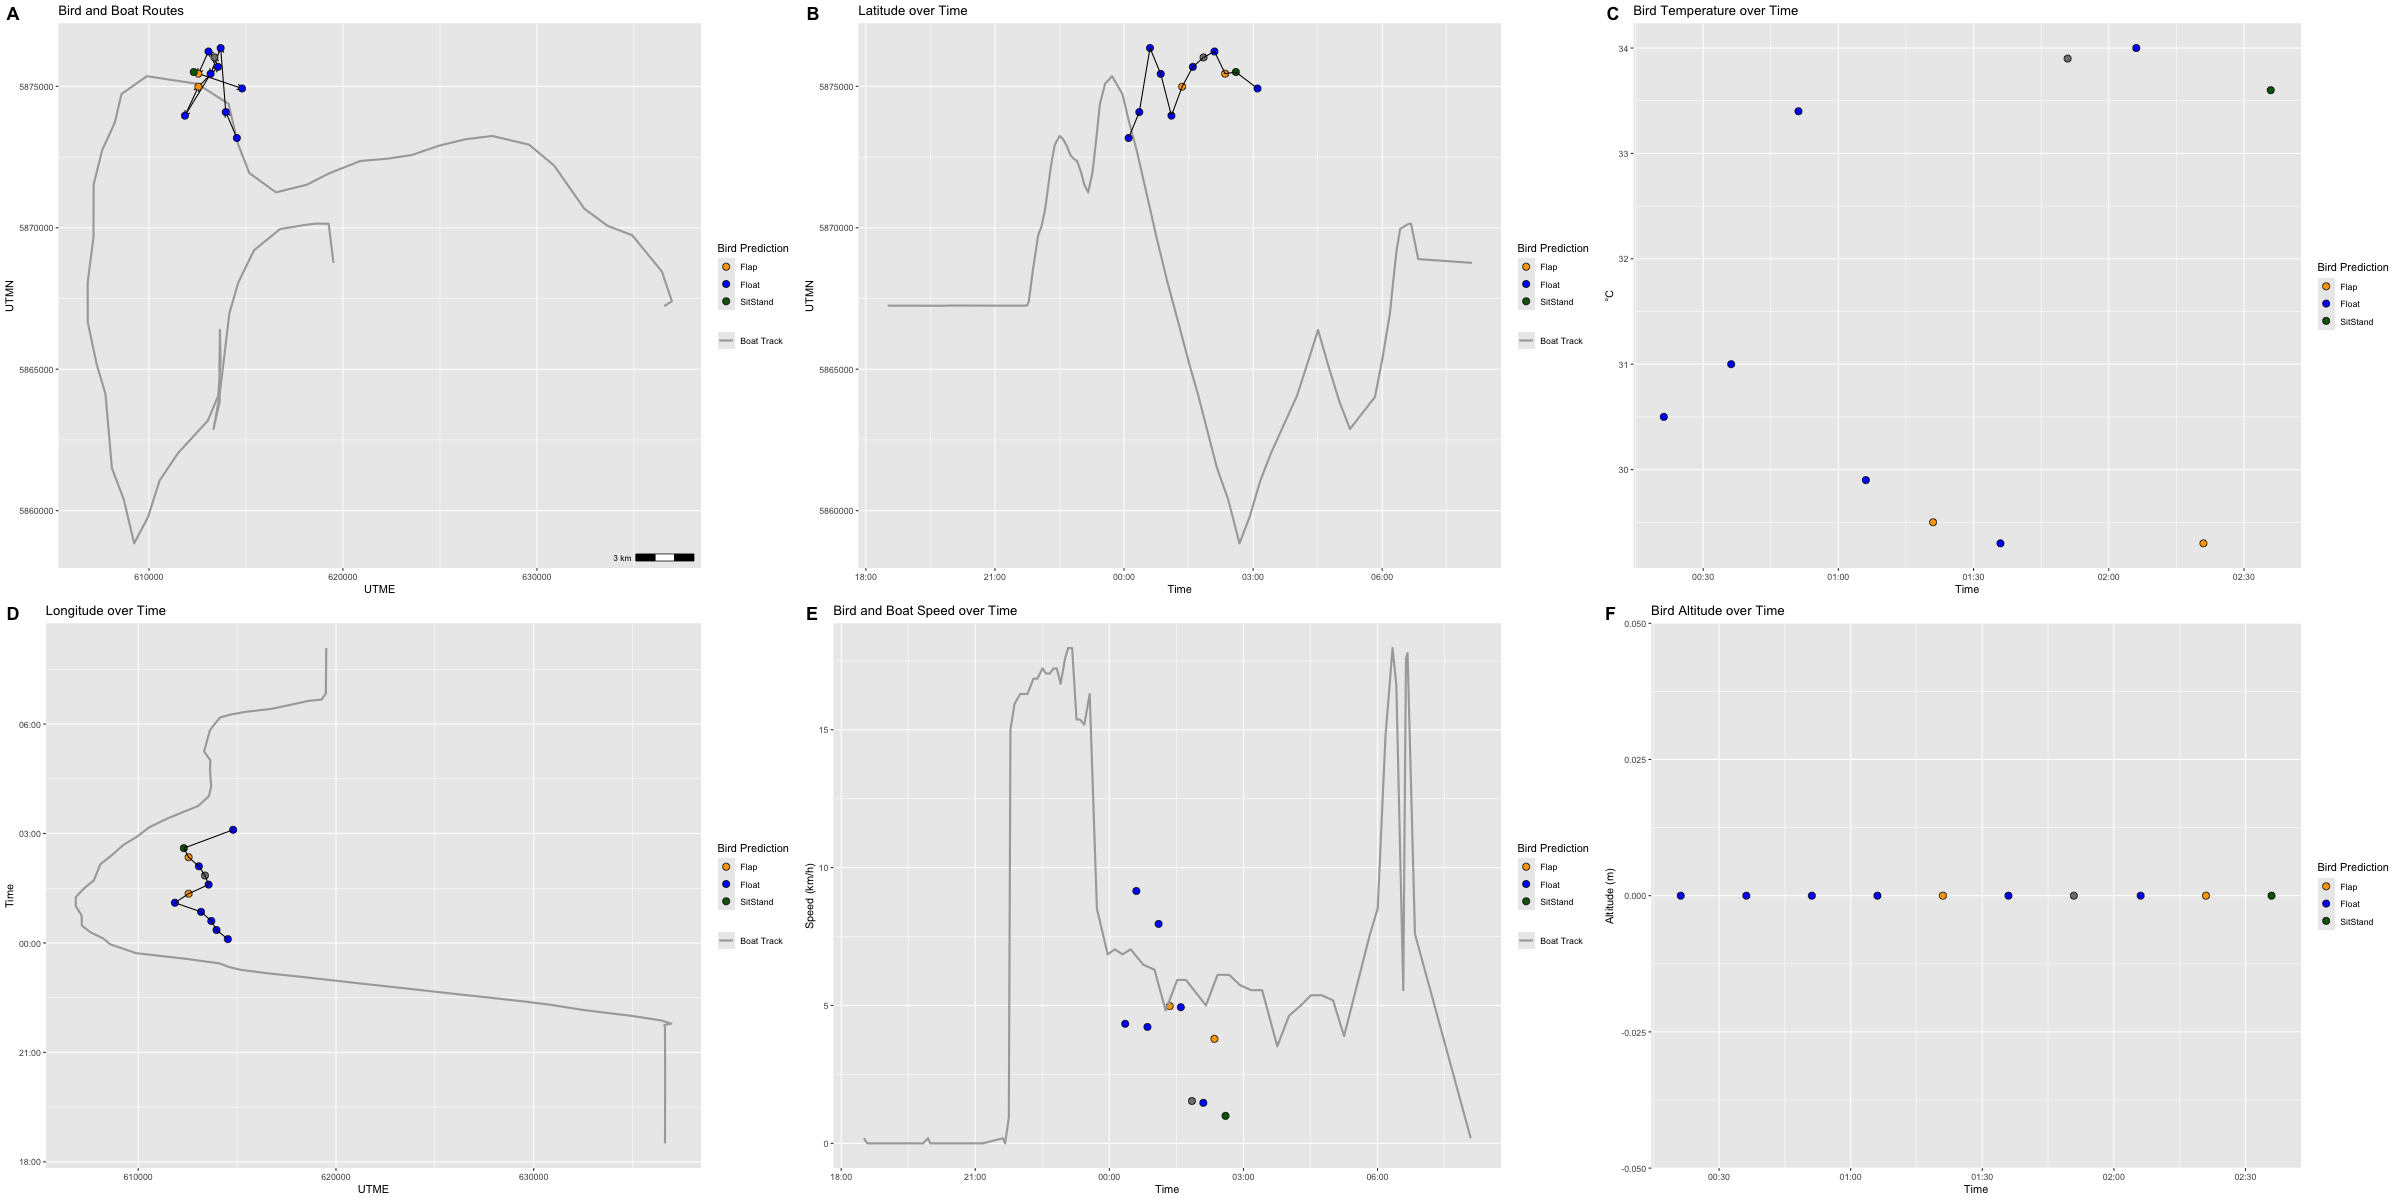 A Bird and Boat Routes
5875000
5870000
5865000
5860000
UTMN
610000 620000 630000
UTME
3 km
Bird Prediction
Flap
Float
SitStand
Boat Track
B Latitude over Time
5875000
5870000
5865000
5860000
UTMN
18:00 21:00 00:00 03:00 06:00
Time
Bird Prediction
Flap
Float
SitStand
Boat Track
C Bird Temperature over Time
34
33
32
31
30
°C
00:30 01:00 01:30 02:00 02:30
Time
Bird Prediction
Flap
Float
SitStand
D Longitude over Time
06:00
03:00
00:00
21:00
18:00
Time
610000 620000 630000
UTME
Bird Prediction
Flap
Float
SitStand
Boat Track
E Bird and Boat Speed over Time
15
10
5
0
Speed (km/h)
18:00 21:00 00:00 03:00 06:00
Time
Bird Prediction
Flap
Float
SitStand
Boat Track
F Bird Altitude over Time
0.050
0.025
0.000
-0.025
-0.050
Altitude (m)
00:30 01:00 01:30 02:00 02:30
Time
Bird Prediction
Flap
Float
SitStand